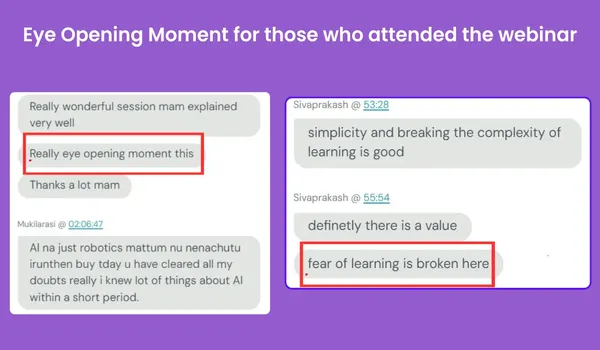 Eye Opening Moment for those who attended the webinar
Really wonderful session mam explained
very well
Really eye opening moment this
Thanks a lot mam
Mukilarasi @ 02:06:47
AI na just robotics mattum nu nenachutu
irunthen buy tday u have cleared all my
doubts really i knew lot of things about AI
within a short period.
Sivaprakash @ 53:28
simplicity and breaking the complexity of
learning is good
Sivaprakash @ 55:54
definetly there is a value
fear of learning is broken here